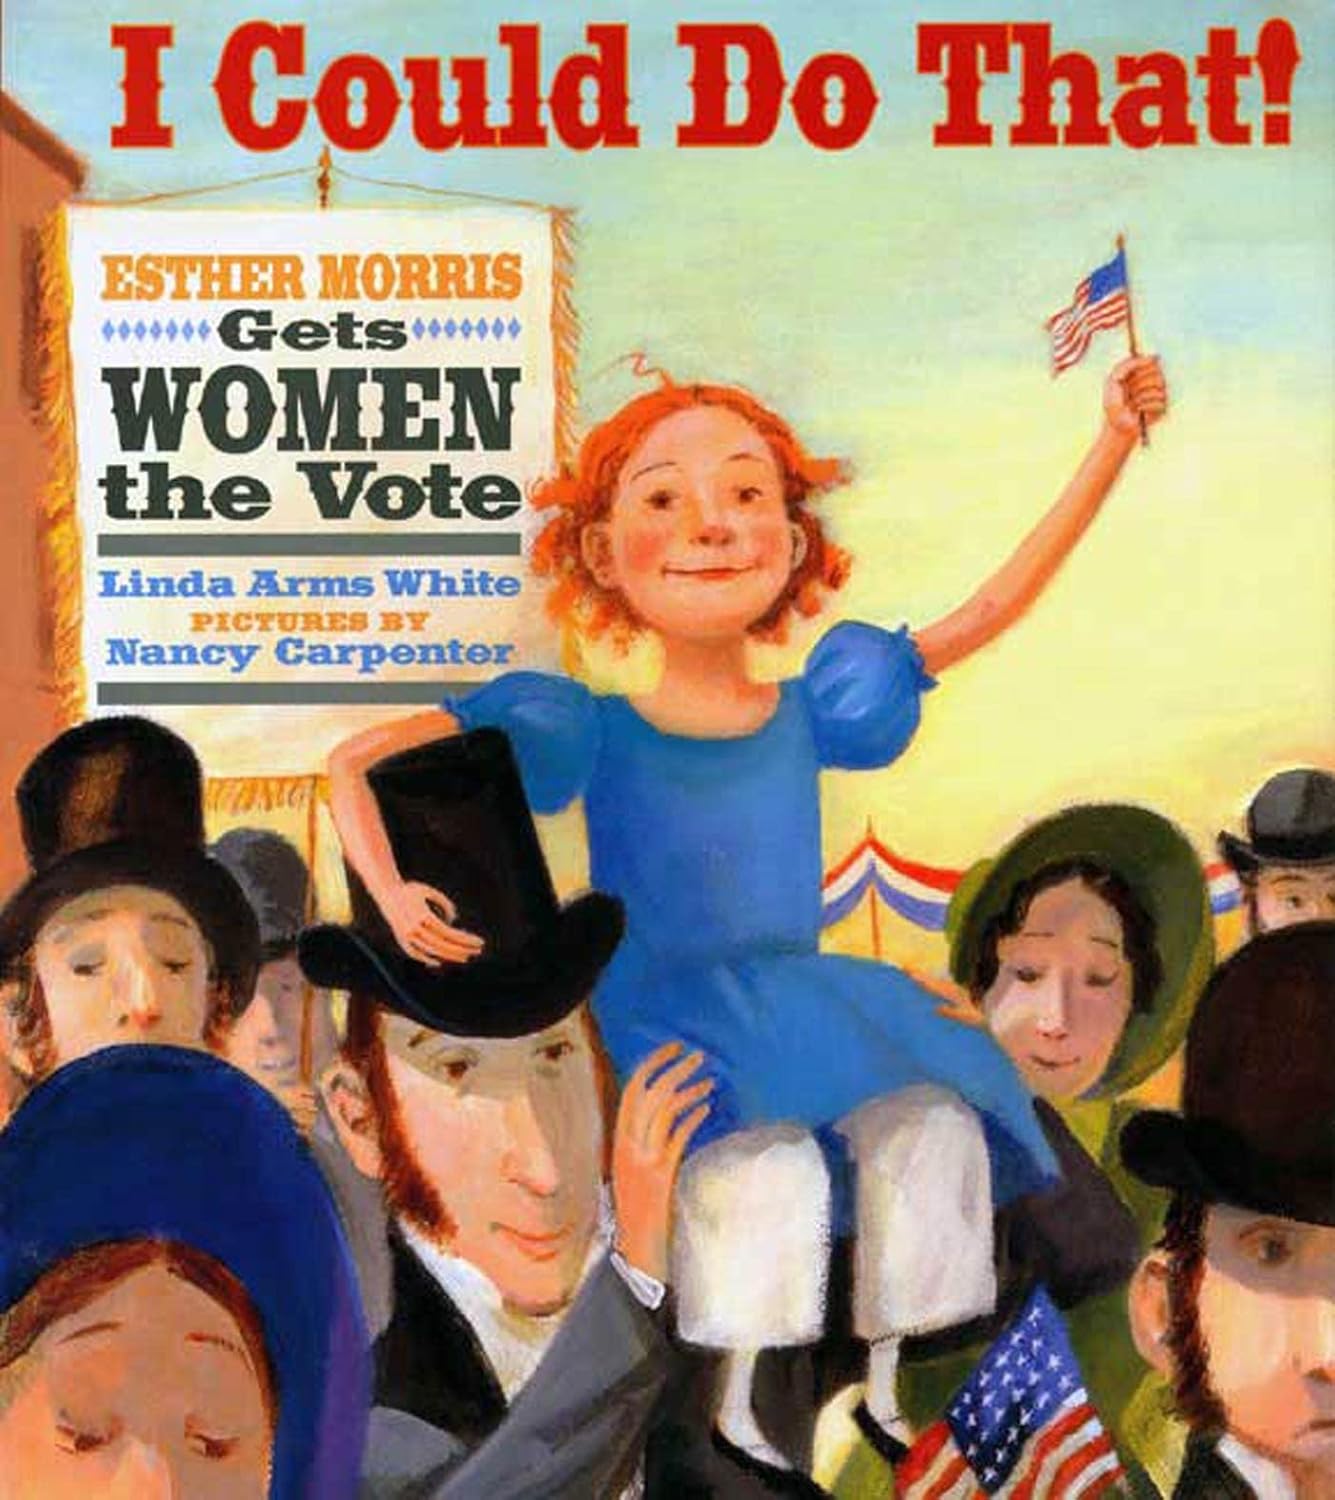 I Could Do That!
ESTHER MORRIS
Gets
WOMEN
the Vote
Linda Arms White
PICTURES BY
Nancy Carpenter